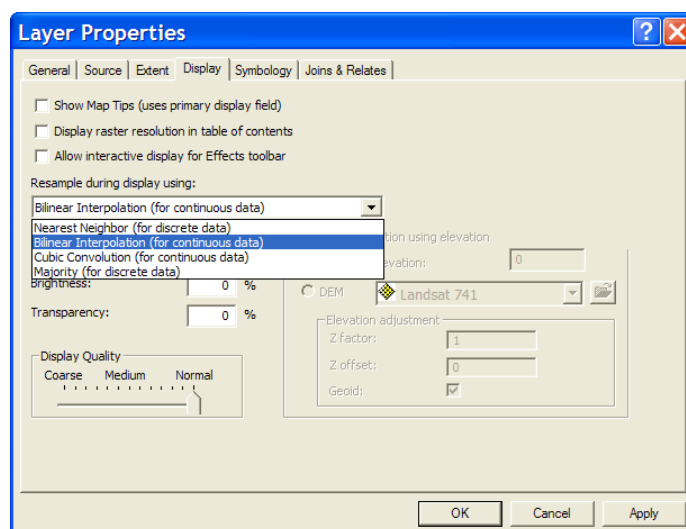 Layer Properties
General Source Extent Display Symbology Joins & Relates
Show Map Tips (uses primary display field)
Display raster resolution in table of contents
Allow interactive display for Effects toolbar
Resample during display using:
Bilinear Interpolation (for continuous data)
Nearest Neighbor (for discrete data)
Bilinear Interpolation (for continuous data)
Cubic Convolution (for continuous data)
Majority (for discrete data)
using elevation
0
Brightness: 0 %
DEM Landsat 741
Transparency: 0 %
Elevation adjustment
Z factor: 1
Z offset: 0
Geoid:
Display Quality
Coarse Medium Normal
OK Cancel Apply